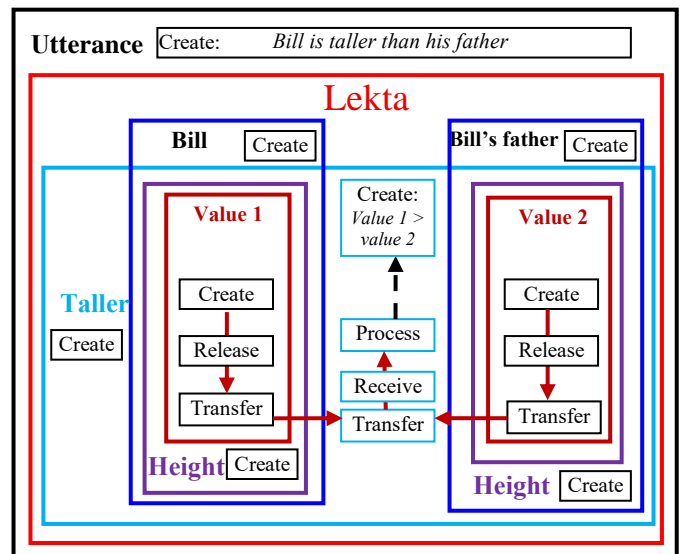 Utterance
Create: Bill is taller than his father
Lekta
Bill
Create
Bill's father
Create
Value 1
Create:
Value 1 >
value 2
Value 2
Taller
Create
Create
Release
Transfer
Process
Receive
Transfer
Create
Release
Transfer
Height
Create
Height
Create